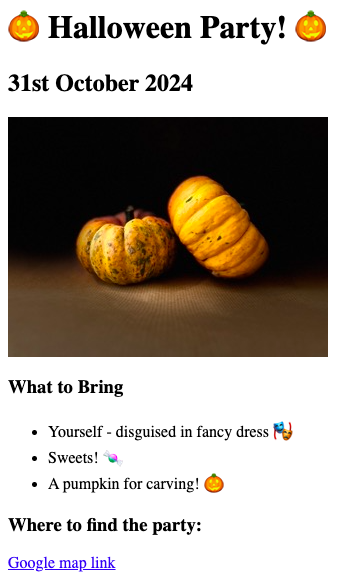 🎃 Halloween Party! 🎃
31st October 2024
What to Bring
• Yourself - disguised in fancy dress 🎭
• Sweets! 🍬
• A pumpkin for carving! 🎃
Where to find the party:
Google map link